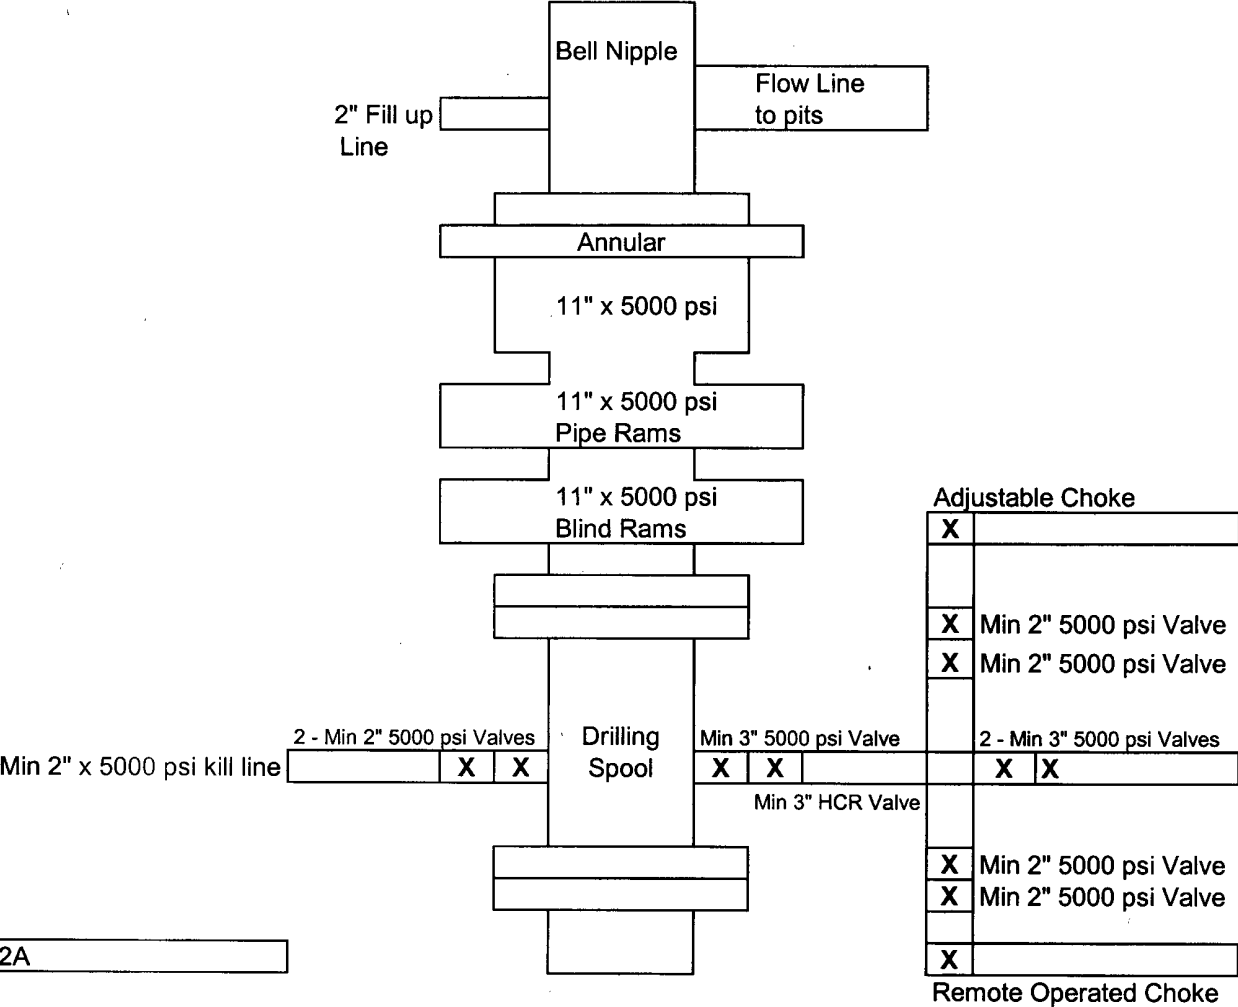 Bell Nipple
Flow Line
to pits
2" Fill up
Line
Annular
11" x 5000 psi
11" x 5000 psi
Pipe Rams
11" x 5000 psi
Blind Rams
Adjustable Choke
X
X Min 2" 5000 psi Valve
X Min 2" 5000 psi Valve
2 - Min 2" 5000 psi Valves
Drilling
Spool
Min 3" 5000 psi Valve
2 - Min 3" 5000 psi Valves
Min 2" x 5000 psi kill line
X X
X X
X X
Min 3" HCR Valve
X Min 2" 5000 psi Valve
X Min 2" 5000 psi Valve
2A
X
Remote Operated Choke